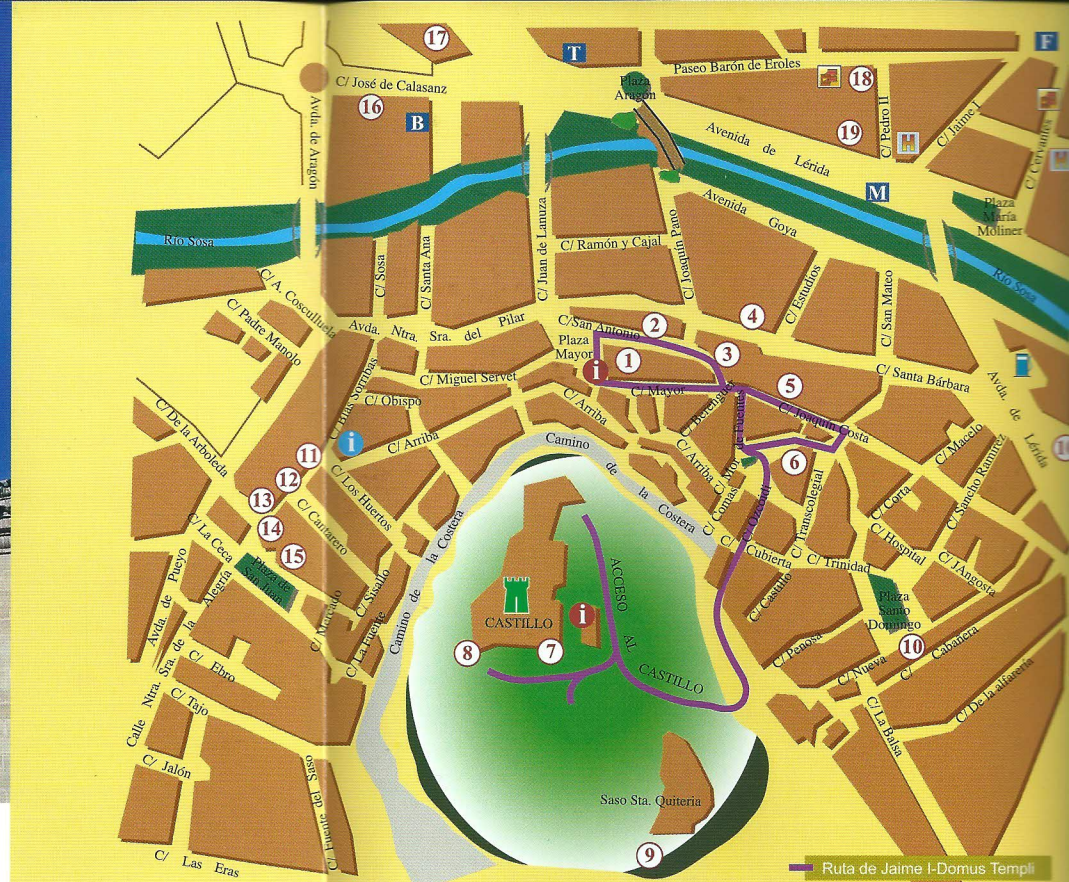 17
T
F
C/ José de Calasanz
Plaza
Aragón
Paseo Barón de Eroles
18
16
B
Avda. de Aragón
19
C/ Pedro II
H
C/ Jaime I
C/ Cervantes
H
Avenida de Lérida
M
Río Sosa
Avenida Goya
Plaza
María
Moliner
Río Sosa
C/ Sosa
C/ Santa Ana
C/ Juan de Lanuza
C/ Ramón y Cajal
C/ Joaquín Pano
C/ Estudios
C/ San Mateo
C/ A. Cosculluela
C/ Padre Manolo
Avda. Ntra. Sra. del Pilar
C/San Antonio
2
4
Plaza
Mayor
1
3
i
5
C/ Santa Bárbara
Avda. de Lérida
C/ Blas Sorribas
C/ Miguel Servet
C/ Mayor
C/ Obispo
C/ Arriba
C/ Berenguer
C/ Mor de Fuentes
C/ Joaquín Costa
C/ De la Arboleda
i
C/ Arriba
Camino de la Costera
C/ Arriba
6
C/ Macelo
11
12
13
C/ Los Huertos
C/ Comas
C/ Transcolegial
C/ Corta
C/ Sancho Ramírez
14
C/ Cantarero
C/ La Ceca
15
Camino de la Costera
C/ Cubierta
C/ Trinidad
C/ Hospital
C/ JAngosta
Plaza de
San Juan
Avda. de Pueyo
C/ Mercado
C/ Sisallo
C/ La Fuente
C/ Castillo
Plaza
Santo
Domingo
ACCESO AL CASTILLO
CASTILLO
i
8
7
Calle Ntra. Sra. de la Alegría
C/ Ebro
C/ Tajo
C/ Penosa
10
C/ Nueva
C/ Cabañera
C/ La Balsa
C/ De la alfarería
C/ Jalón
C/ Fuente del Saso
Saso Sta. Quiteria
9
C/ Las Eras
Ruta de Jaime I-Domus Templi